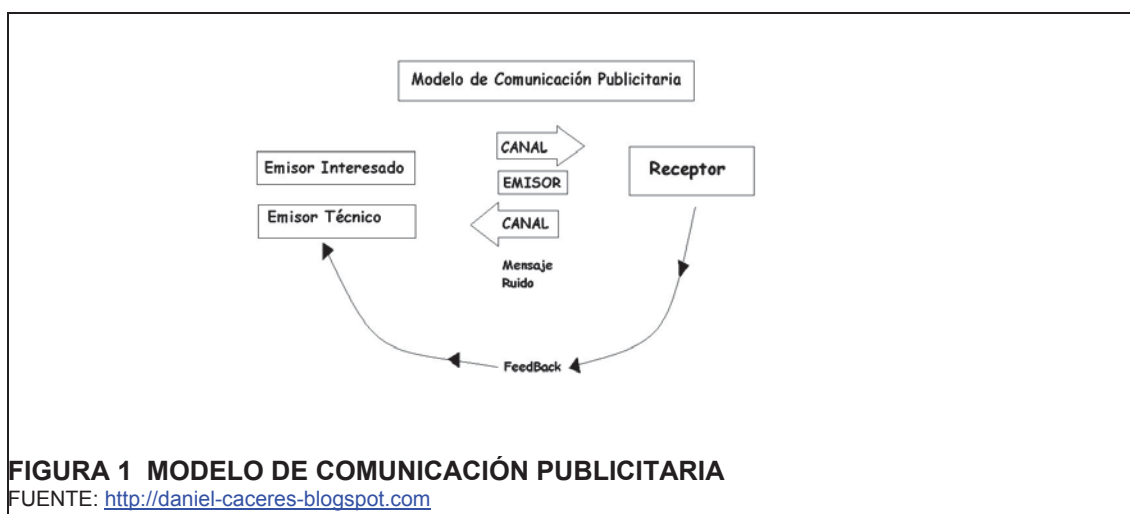 Modelo de Comunicación Publicitaria
Emisor Interesado
Emisor Técnico
CANAL
EMISOR
CANAL
Mensaje
Ruido
Receptor
FeedBack
FIGURA 1 MODELO DE COMUNICACIÓN PUBLICITARIA
FUENTE: http://daniel-caceres-blogspot.com